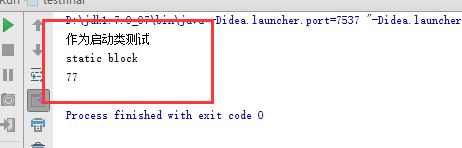 Run testfinal
D:\jdk1.7.0_07\bin\java -Didea.launcher.port=7537 "-Didea.launcher
作为启动类测试
static block
77
Process finished with exit code 0